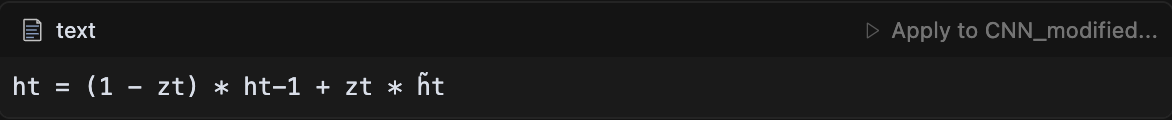 text
Apply to CNN_modified...
ht = (1 - zt) * ht-1 + zt * h̃t